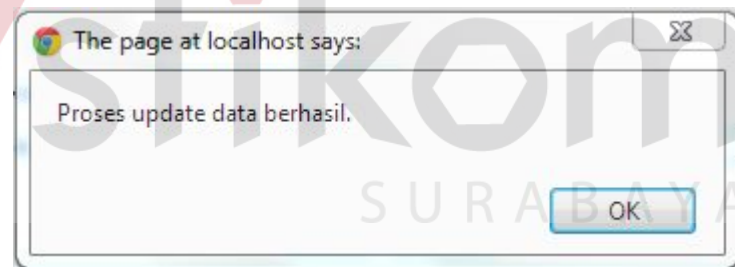 The page at localhost says:
Proses update data berhasil.
OK
stikom
SURABAYA